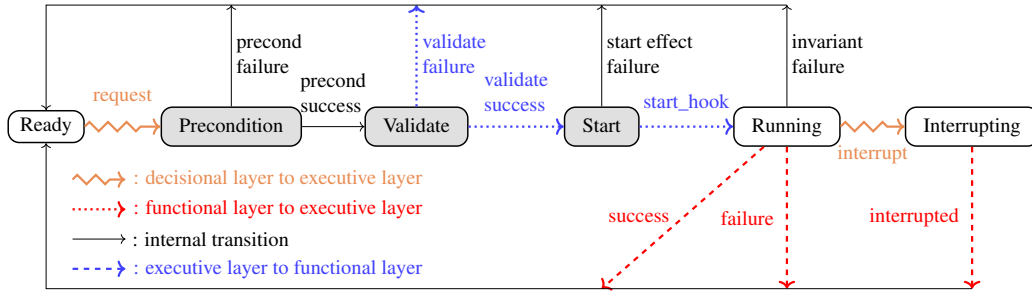 precond
failure
validate
failure
start effect
failure
invariant
failure
request
precond
success
validate
success
start_hook
Ready
Precondition
Validate
Start
Running
Interrupting
interrupt
: decisional layer to executive layer
: functional layer to executive layer
: internal transition
: executive layer to functional layer
success
failure
interrupted